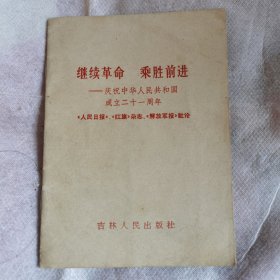 继续革命 乘胜前进
——庆祝中华人民共和国
成立二十一周年
《人民日报》、《红旗》杂志、《解放军报》社论
吉林人民出版社